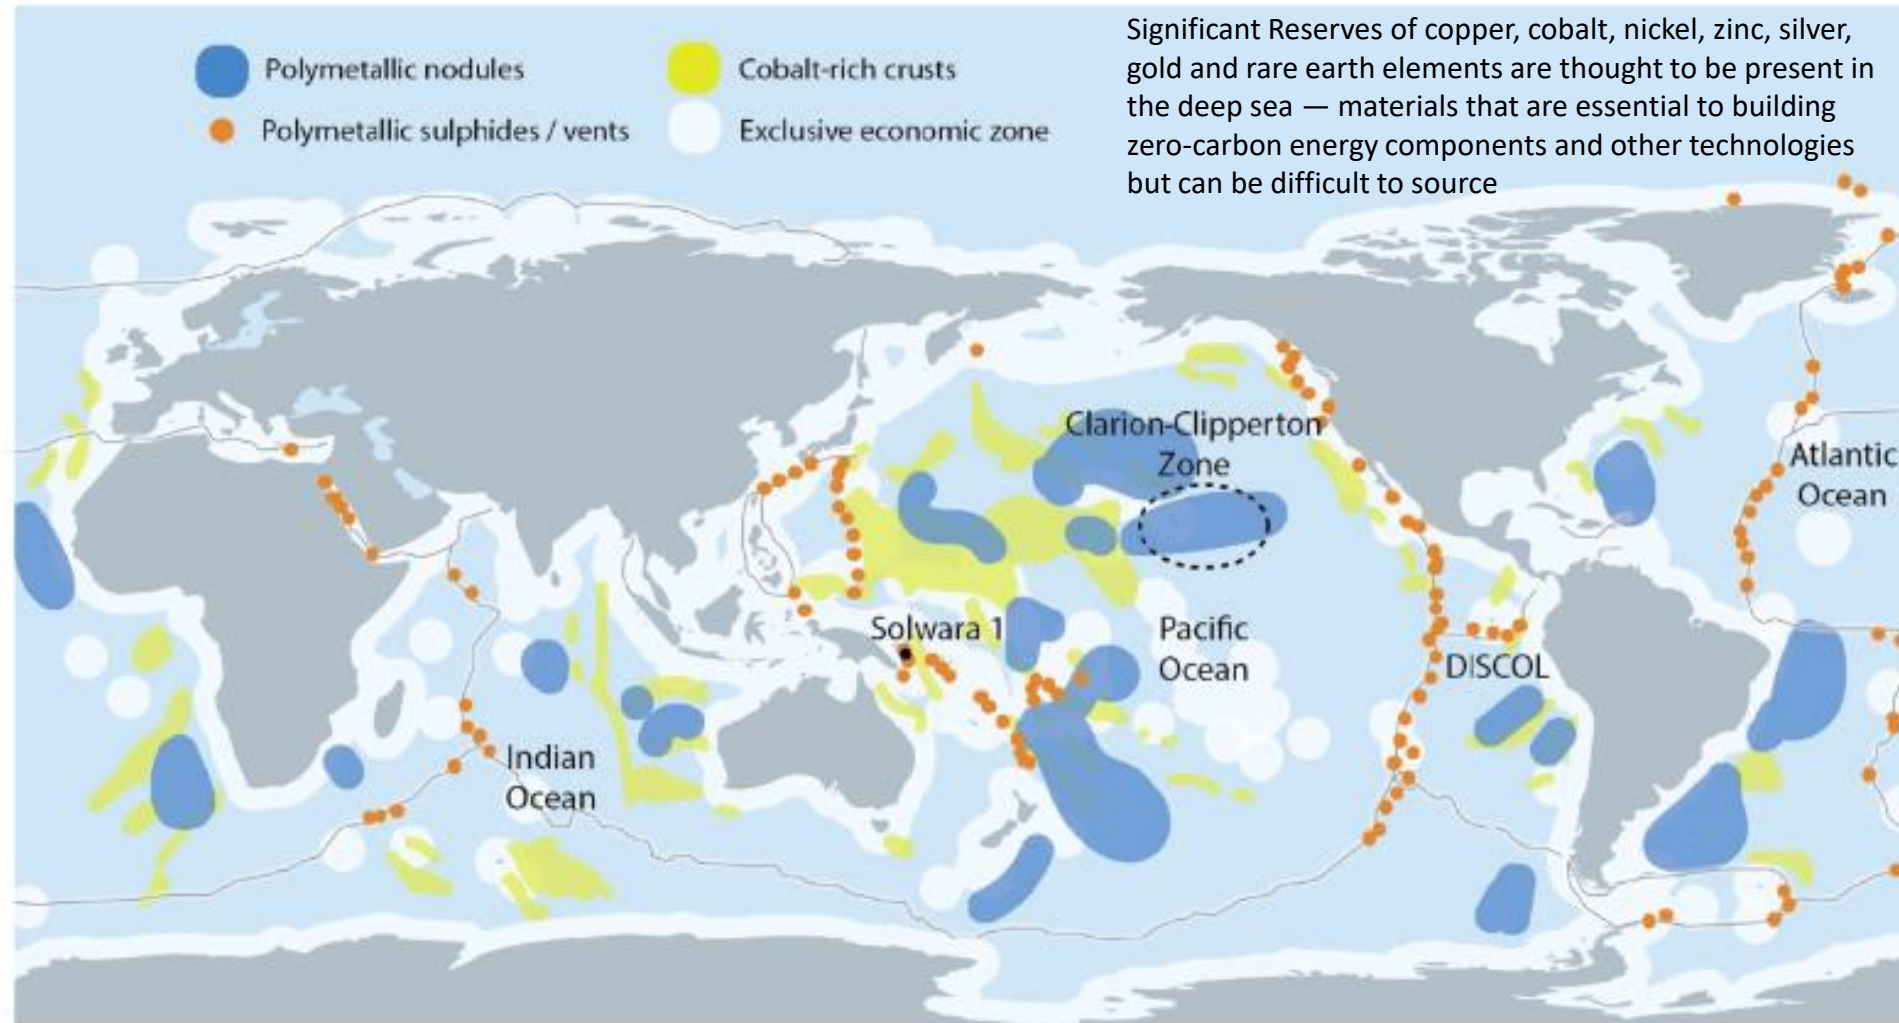 Significant Reserves of copper, cobalt, nickel, zinc, silver,
gold and rare earth elements are thought to be present in
the deep sea — materials that are essential to building
zero-carbon energy components and other technologies
but can be difficult to source
Polymetallic nodules
Cobalt-rich crusts
Polymetallic sulphides / vents
Exclusive economic zone
Clarion-Clipperton
Zone
Atlantic
Ocean
Solwara 1
Pacific
Ocean
DISCOL
Indian
Ocean